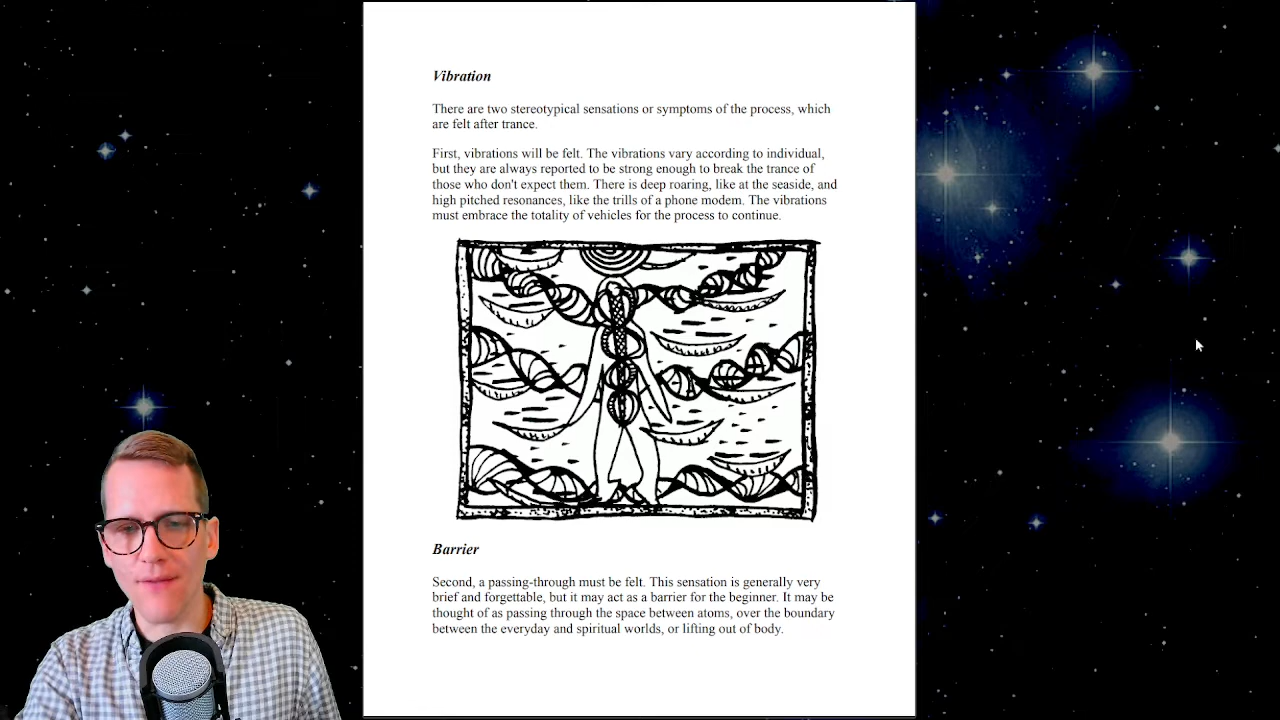 Vibration
There are two stereotypical sensations or symptoms of the process, which
are felt after trance.
First, vibrations will be felt. The vibrations vary according to individual,
but they are always reported to be strong enough to break the trance of
those who don't expect them. There is deep roaring, like at the seaside, and
high pitched resonances, like the trills of a phone modem. The vibrations
must embrace the totality of vehicles for the process to continue.
Barrier
Second, a passing-through must be felt. This sensation is generally very
brief and forgettable, but it may act as a barrier for the beginner. It may be
thought of as passing through the space between atoms, over the boundary
between the everyday and spiritual worlds, or lifting out of body.